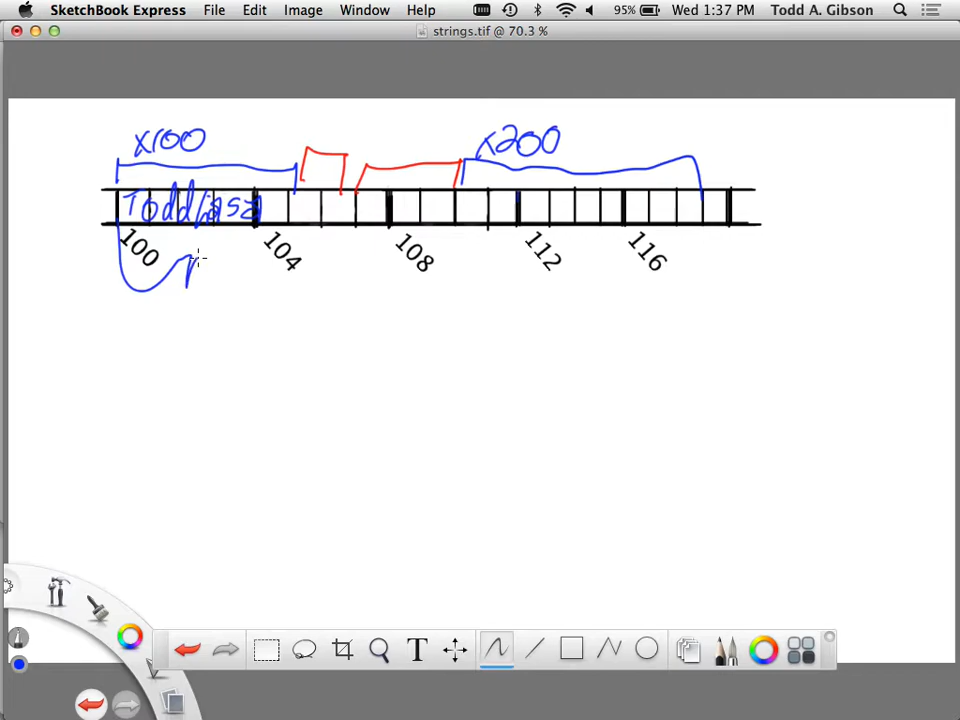 SketchBook Express File Edit Image Window Help 95% Wed 1:37 PM Todd A. Gibson
strings.tif @ 70.3 %
x100 x200
100 104 108 112 116
T